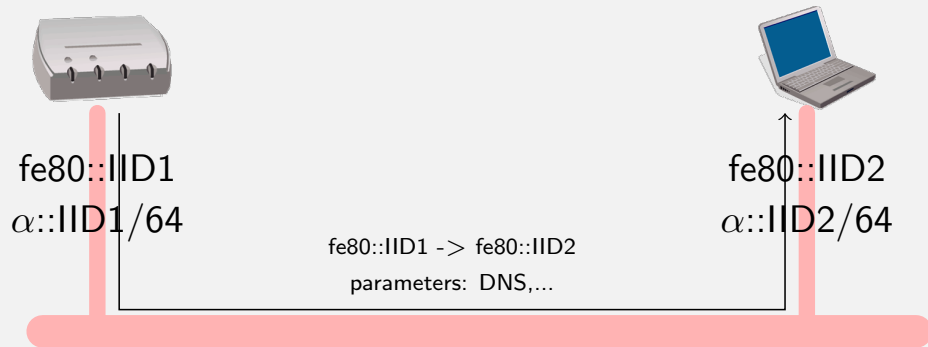 fe80::IID1
α::IID1/64
fe80::IID2
α::IID2/64
fe80::IID1 -> fe80::IID2
parameters: DNS,...